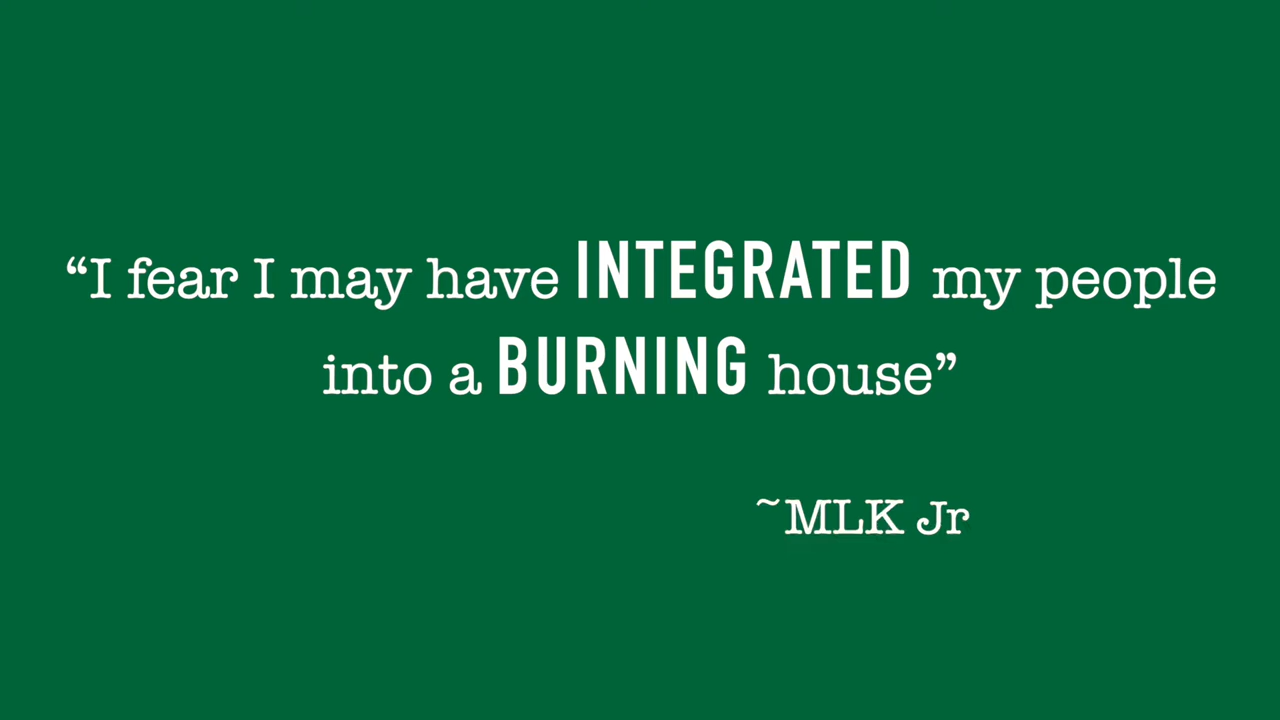 “I fear I may have INTEGRATED my people
into a BURNING house”
~MLK Jr